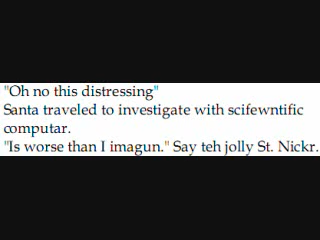 "Oh no this distressing"
Santa traveled to investigate with scifewntific
computar.
"Is worse than I imagun." Say teh jolly St. Nickr.